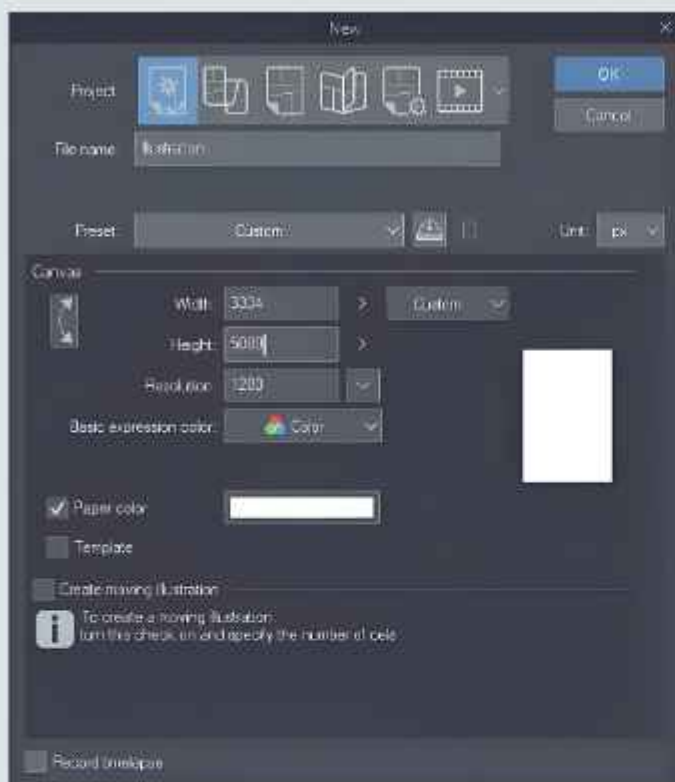 New
Project
OK
Cancel
File name
Illustration
Preset
Custom
Unit: px
Canvas
Width: 3334
Custom
Height:
Resolution:
Basic expression color: Color
Paper color
Template
Create moving illustration
To create a moving illustration
turn this check on and specify the number of cels
Record timelapse